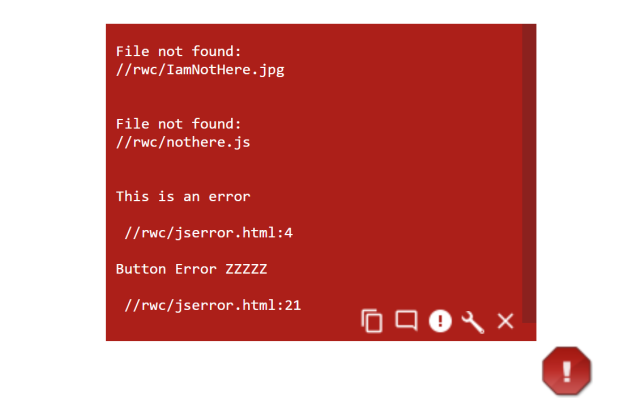 File not found:
//rwc/IamNotHere.jpg
File not found:
//rwc/nothere.js
This is an error
//rwc/jserror.html:4
Button Error ZZZZZ
//rwc/jserror.html:21